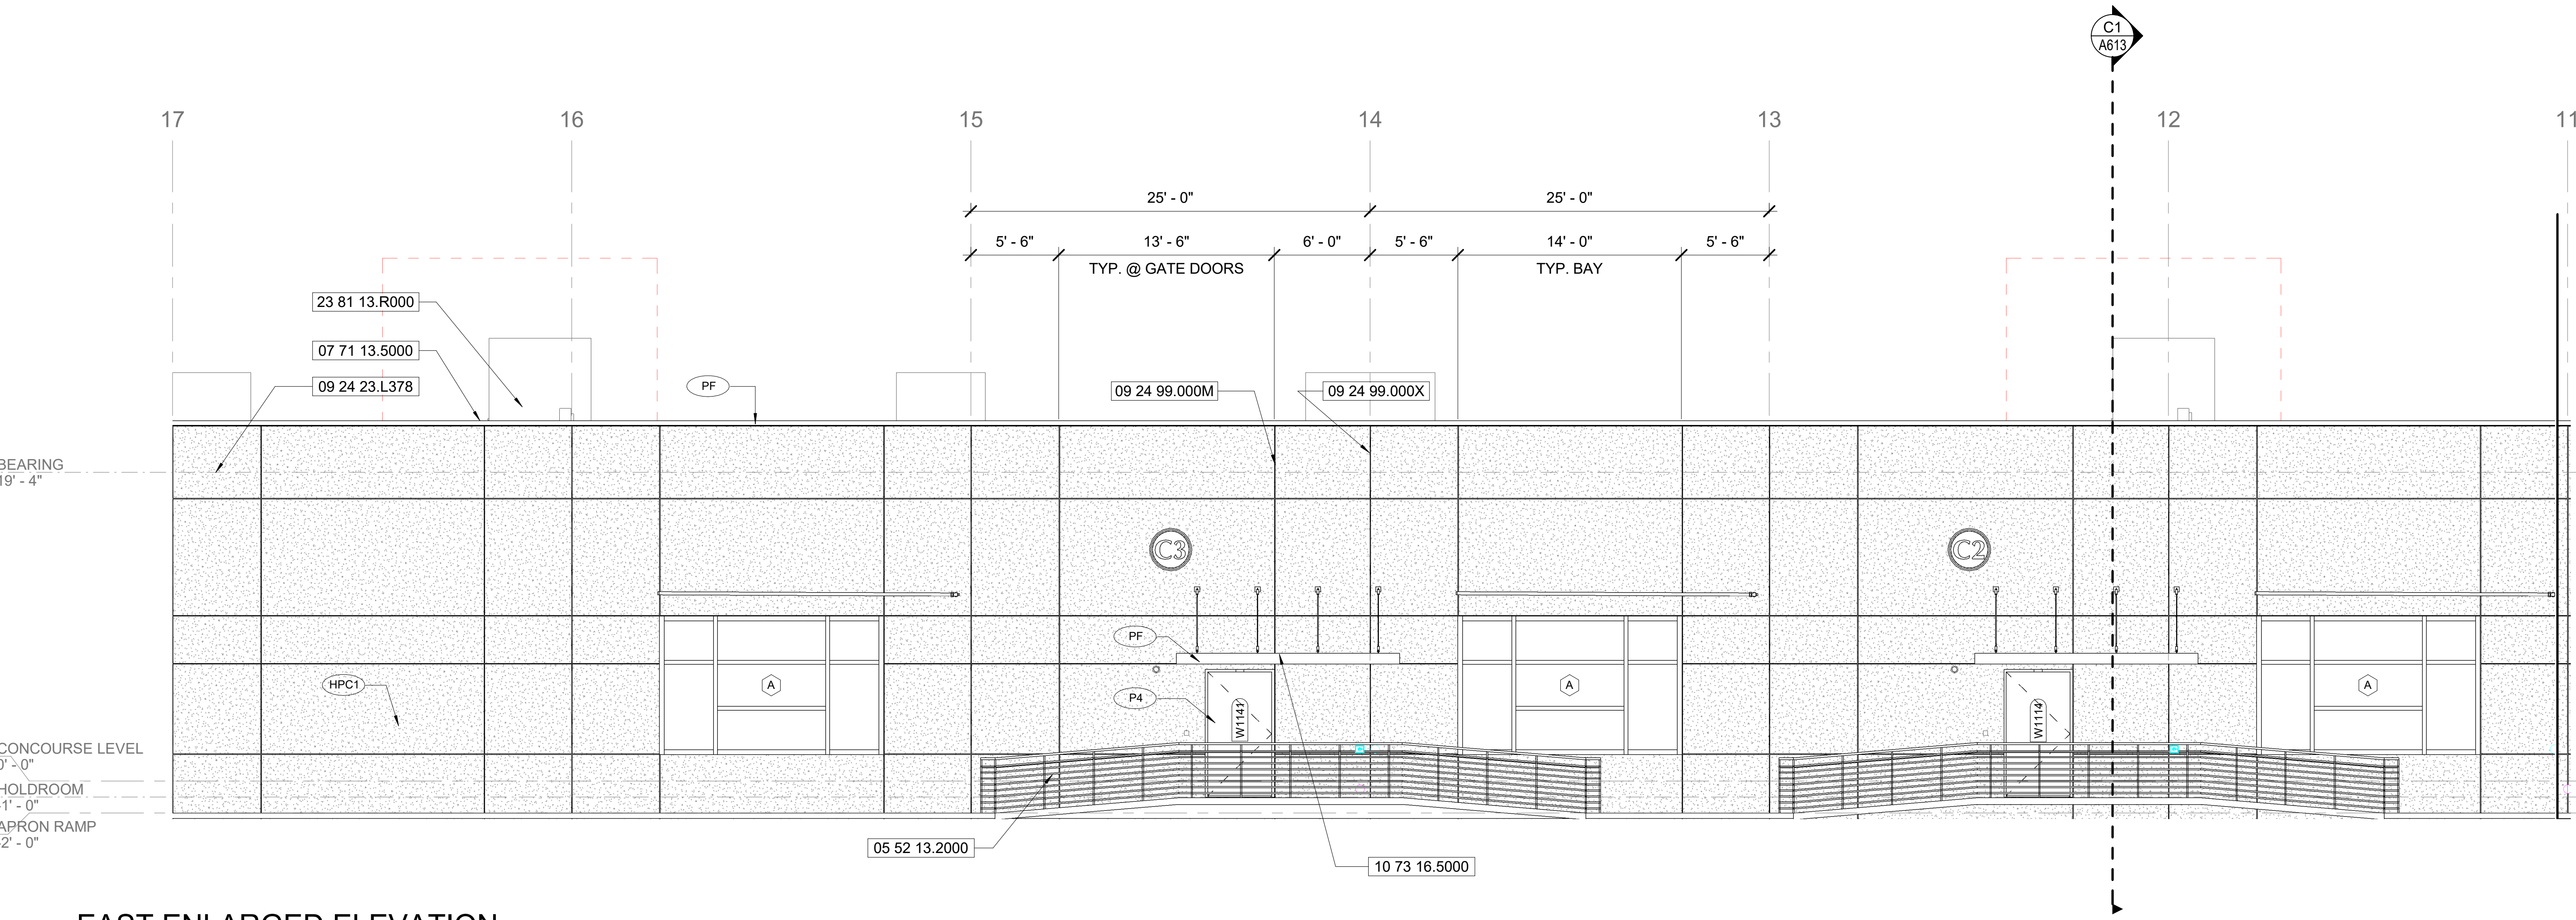 C1
A613
17
16
15
14
13
12
11
25' - 0"
25' - 0"
5' - 6"
13' - 6"
6' - 0"
5' - 6"
14' - 0"
5' - 6"
TYP. @ GATE DOORS
TYP. BAY
23 81 13.R000
07 71 13.5000
09 24 23.L378
PF
09 24 99.000M
09 24 99.000X
BEARING
19' - 4"
C3
C2
PF
HPC1
P4
A
A
A
W1141
W1114
CONCOURSE LEVEL
0' - 0"
HOLDROOM
-1' - 0"
APRON RAMP
-2' - 0"
05 52 13.2000
10 73 16.5000
EAST ENLARGED ELEVATION